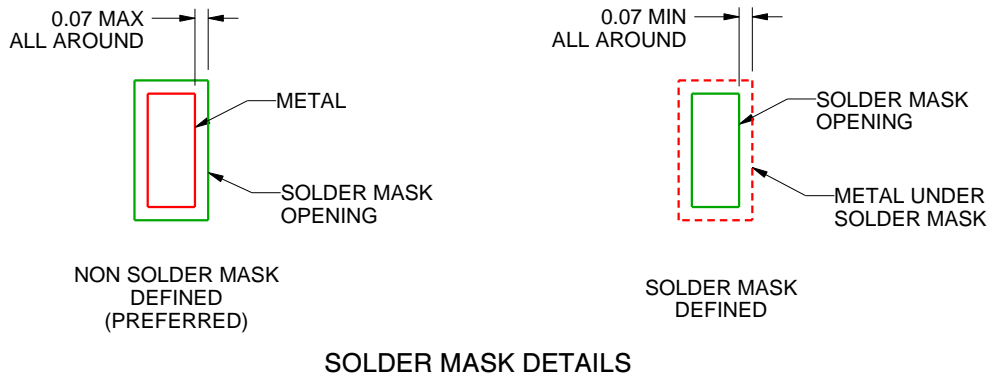 0.07 MAX
ALL AROUND
METAL
SOLDER MASK
OPENING
NON SOLDER MASK
DEFINED
(PREFERRED)
0.07 MIN
ALL AROUND
SOLDER MASK
OPENING
METAL UNDER
SOLDER MASK
SOLDER MASK
DEFINED
SOLDER MASK DETAILS